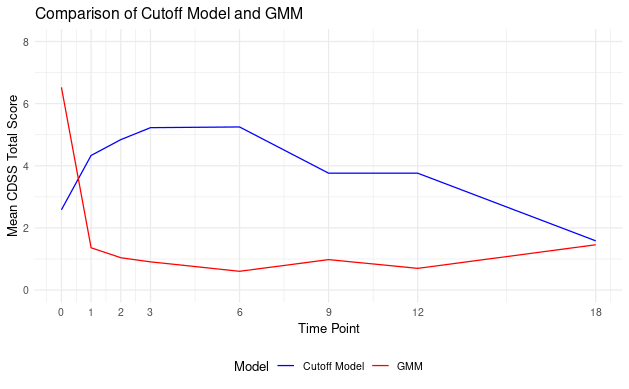 Comparison of Cutoff Model and GMM
Mean CDSS Total Score
8
6
4
2
0
0 1 2 3 6 9 12 18
Time Point
Model Cutoff Model GMM